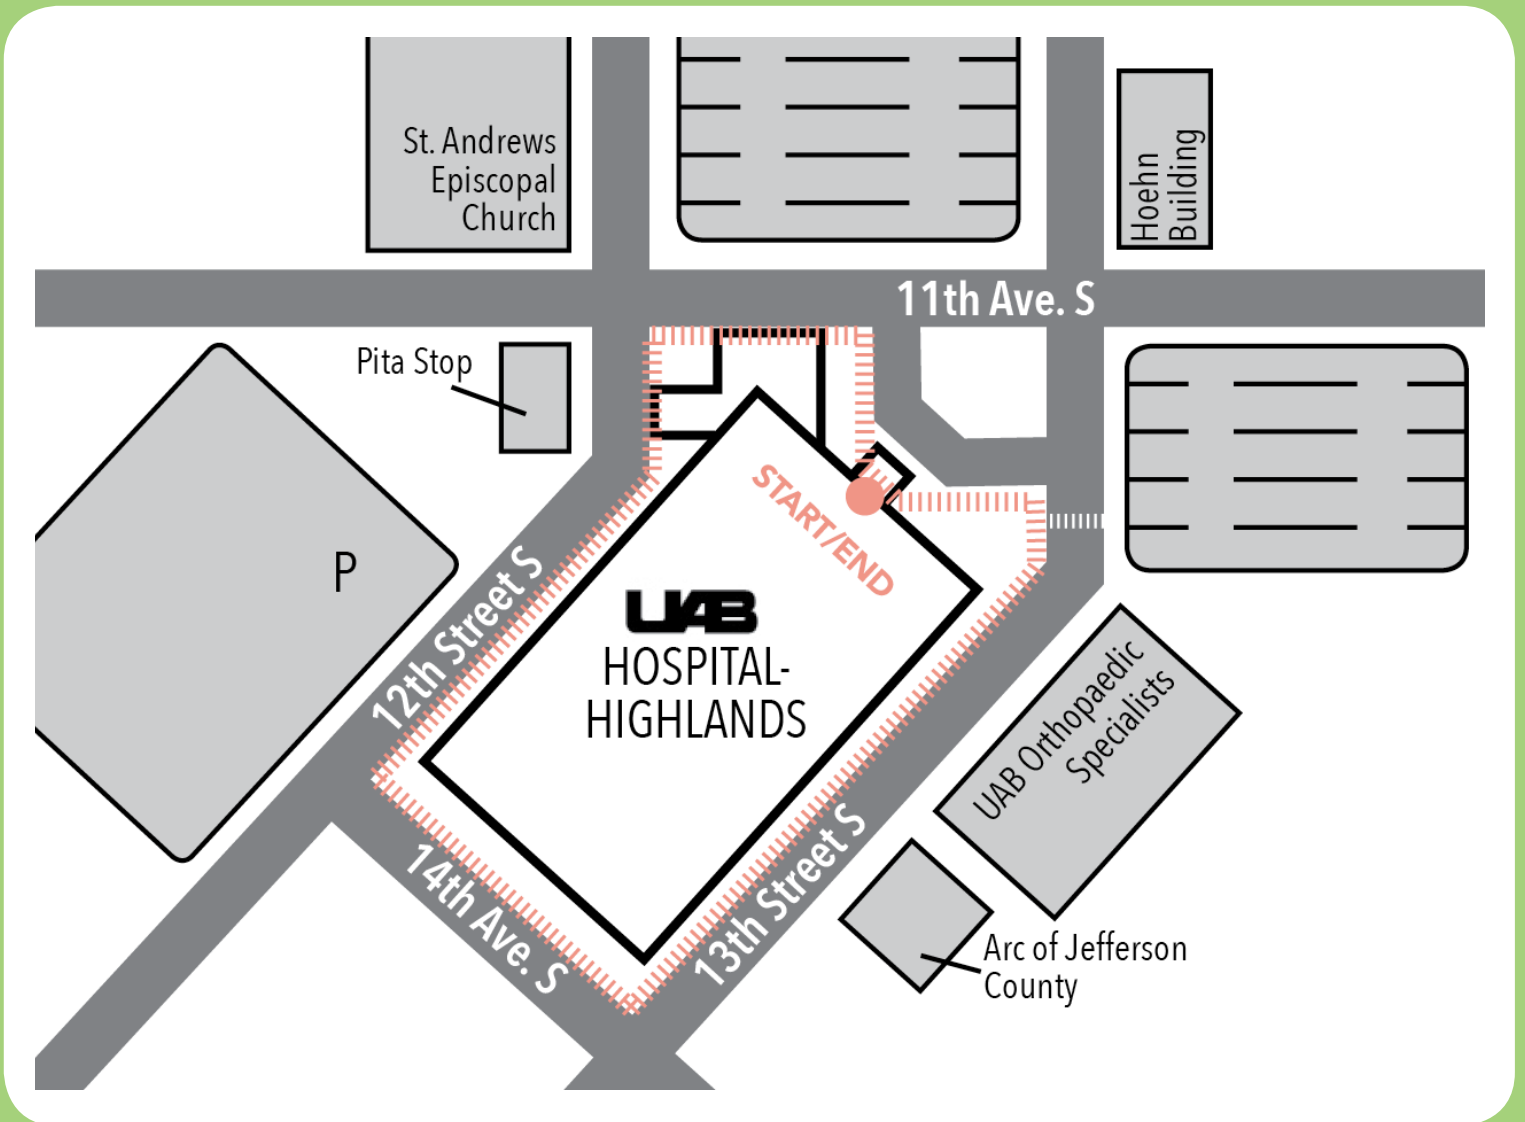 St. Andrews
Episcopal
Church
Hoehn
Building
11th Ave. S
Pita Stop
P
START/END
12th Street S
UAB
HOSPITAL-
HIGHLANDS
UAB Orthopaedic
Specialists
14th Ave. S
13th Street S
Arc of Jefferson
County